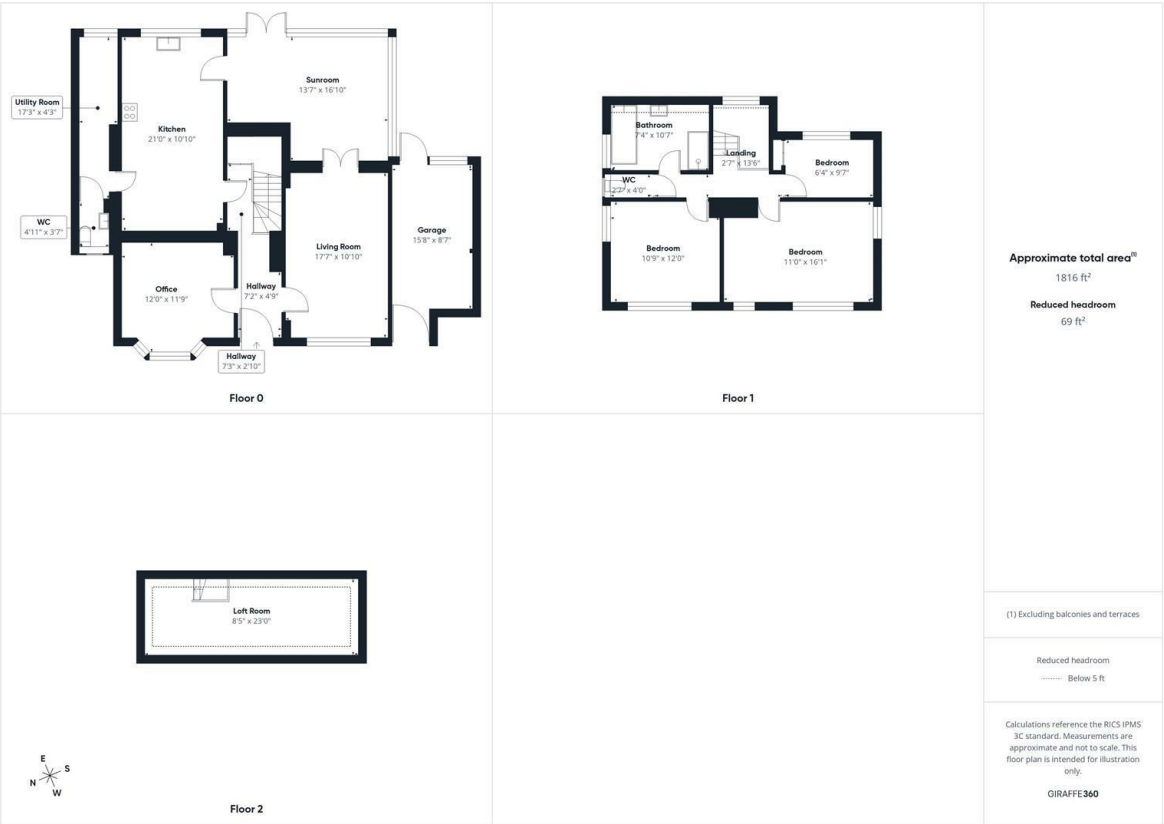 Utility Room
17'3" x 4'3"
Kitchen
21'0" x 10'10"
Sunroom
13'7" x 16'10"
WC
4'11" x 3'7"
Office
12'0" x 11'9"
Hallway
7'2" x 4'9"
Living Room
17'7" x 10'10"
Garage
15'8" x 8'7"
Hallway
7'3" x 2'10"
Floor 0
Bathroom
7'4" x 10'7"
Landing
2'7" x 13'6"
Bedroom
6'4" x 9'7"
WC
2'7" x 4'0"
Bedroom
10'9" x 12'0"
Bedroom
11'0" x 16'1"
Floor 1
Loft Room
8'5" x 23'0"
E
S
N
W
Floor 2
Approximate total area(1)
1816 ft²
Reduced headroom
69 ft²
(1) Excluding balconies and terraces
Reduced headroom
Below 5 ft
Calculations reference the RICS IPMS
3C standard. Measurements are
approximate and not to scale. This
floor plan is intended for illustration
only.
GIRAFFE360